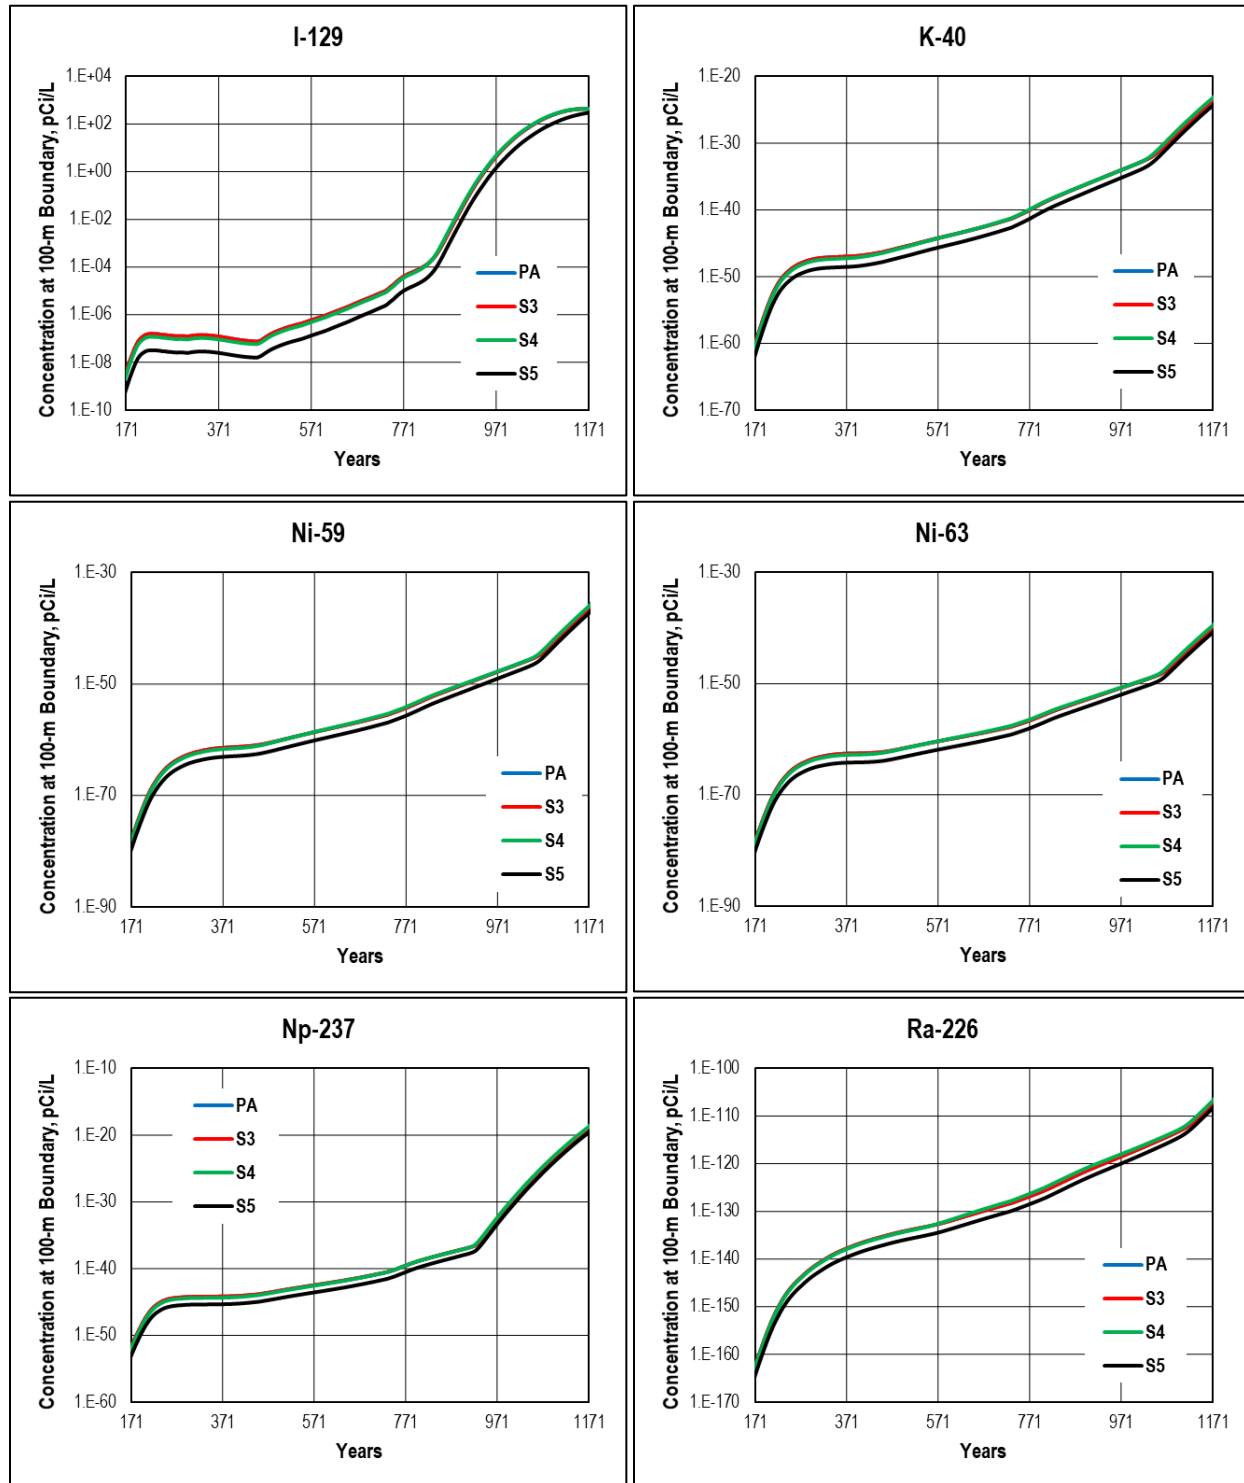 I-129
Concentration at 100-m Boundary, pCi/L
1.E+04
1.E+02
1.E+00
1.E-02
1.E-04
1.E-06
1.E-08
1.E-10
PA
S3
S4
S5
171 371 571 771 971 1171
Years
K-40
Concentration at 100-m Boundary, pCi/L
1.E-20
1.E-30
1.E-40
1.E-50
1.E-60
1.E-70
PA
S3
S4
S5
171 371 571 771 971 1171
Years
Ni-59
Concentration at 100-m Boundary, pCi/L
1.E-30
1.E-50
1.E-70
1.E-90
PA
S3
S4
S5
171 371 571 771 971 1171
Years
Ni-63
Concentration at 100-m Boundary, pCi/L
1.E-30
1.E-50
1.E-70
1.E-90
PA
S3
S4
S5
171 371 571 771 971 1171
Years
Np-237
Concentration at 100-m Boundary, pCi/L
1.E-10
1.E-20
1.E-30
1.E-40
1.E-50
1.E-60
PA
S3
S4
S5
171 371 571 771 971 1171
Years
Ra-226
Concentration at 100-m Boundary, pCi/L
1.E-100
1.E-110
1.E-120
1.E-130
1.E-140
1.E-150
1.E-160
1.E-170
PA
S3
S4
S5
171 371 571 771 971 1171
Years